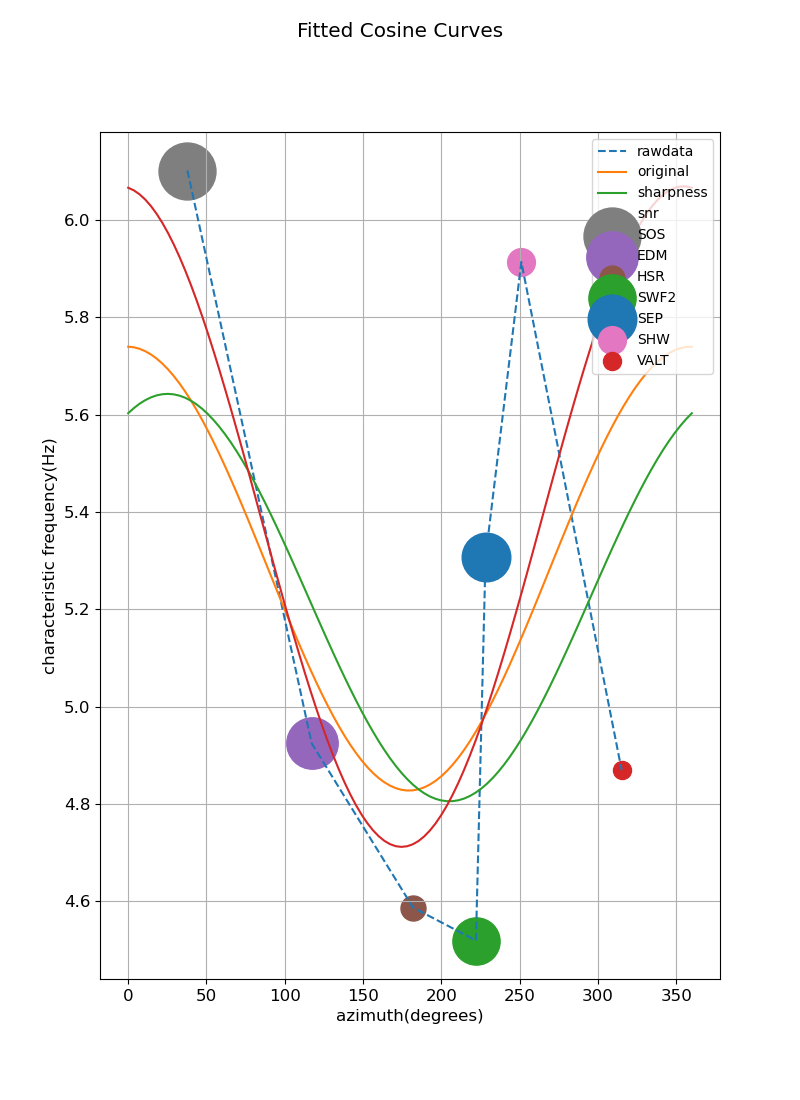 Fitted Cosine Curves
rawdata
original
sharpness
snr
SOS
EDM
HSR
SWF2
SEP
SHW
VALT
characteristic frequency(Hz)
6.0
5.8
5.6
5.4
5.2
5.0
4.8
4.6
0 50 100 150 200 250 300 350
azimuth(degrees)